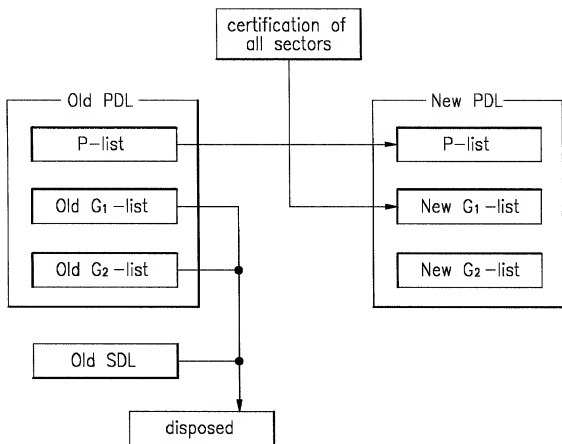 certification of
all sectors
Old PDL
New PDL
P-list
P-list
Old G1-list
New G1-list
Old G2-list
New G2-list
Old SDL
disposed